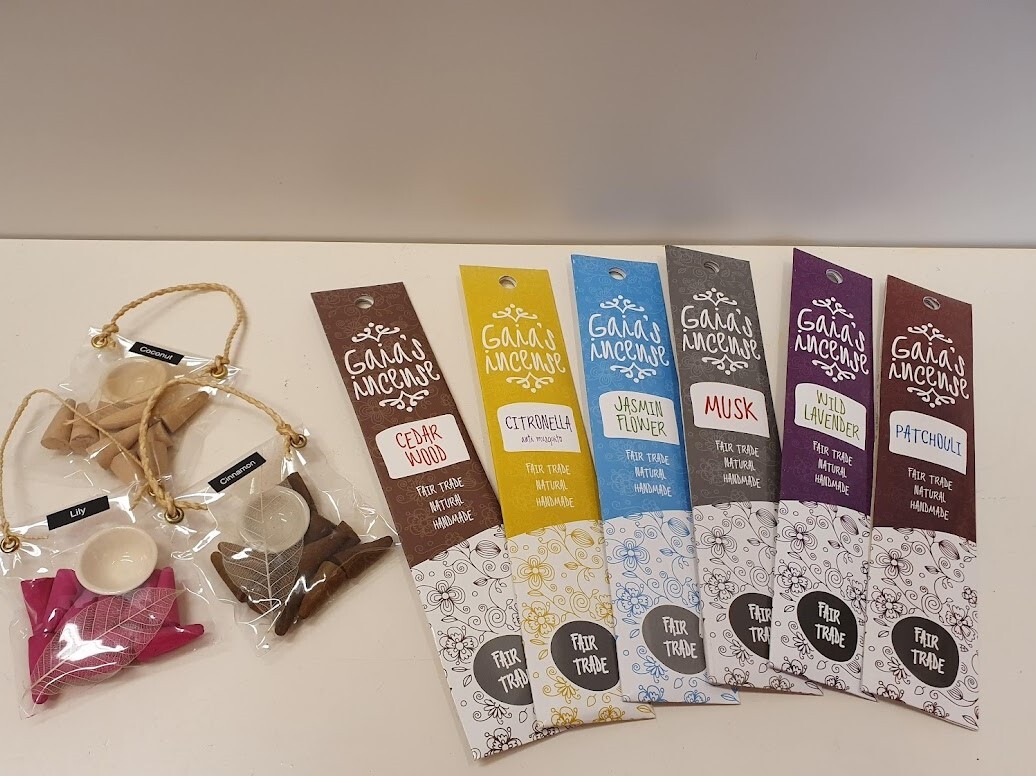 Coconut
Lily
Cinnamon
Gaia's
incense
CEDAR
WOOD
FAIR TRADE
NATURAL
HANDMADE
FAIR
TRADE
Gaia's
incense
CITRONELLA
anti mosquito
FAIR TRADE
NATURAL
HANDMADE
FAIR
TRADE
Gaia's
incense
JASMIN
FLOWER
FAIR TRADE
NATURAL
HANDMADE
FAIR
TRADE
Gaia's
incense
MUSK
FAIR TRADE
NATURAL
HANDMADE
FAIR
TRADE
Gaia's
incense
WILD
LAVENDER
FAIR TRADE
NATURAL
HANDMADE
FAIR
TRADE
Gaia's
incense
PATCHOULI
FAIR TRADE
NATURAL
HANDMADE
FAIR
TRADE